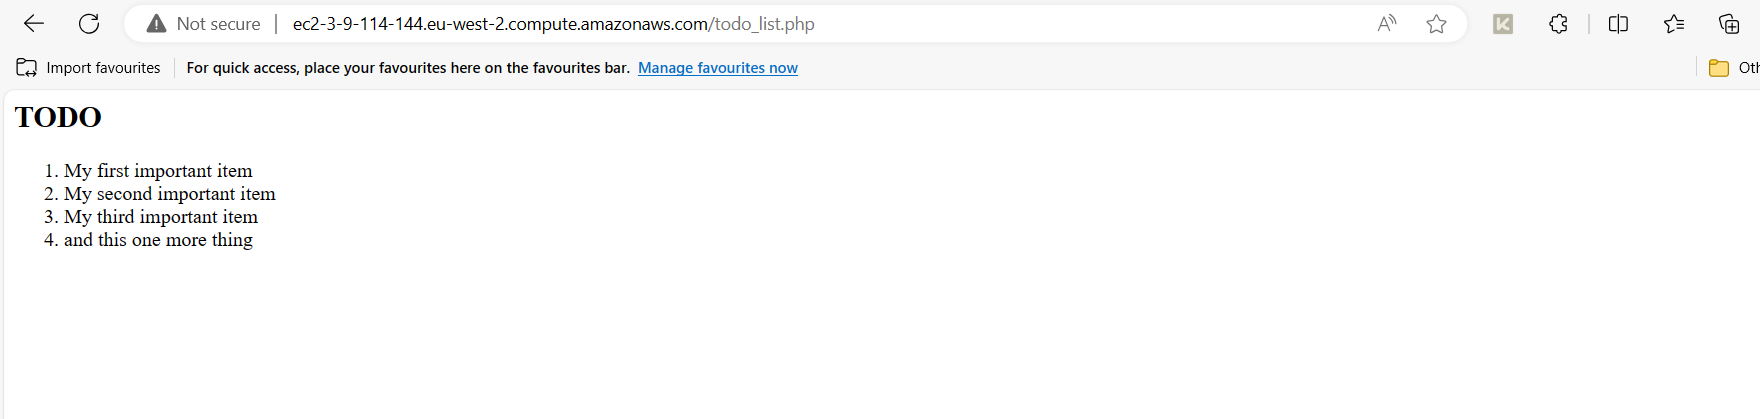 Not secure ec2-3-9-114-144.eu-west-2.compute.amazonaws.com/todo_list.php
Import favourites For quick access, place your favourites here on the favourites bar. Manage favourites now
TODO
1. My first important item
2. My second important item
3. My third important item
4. and this one more thing